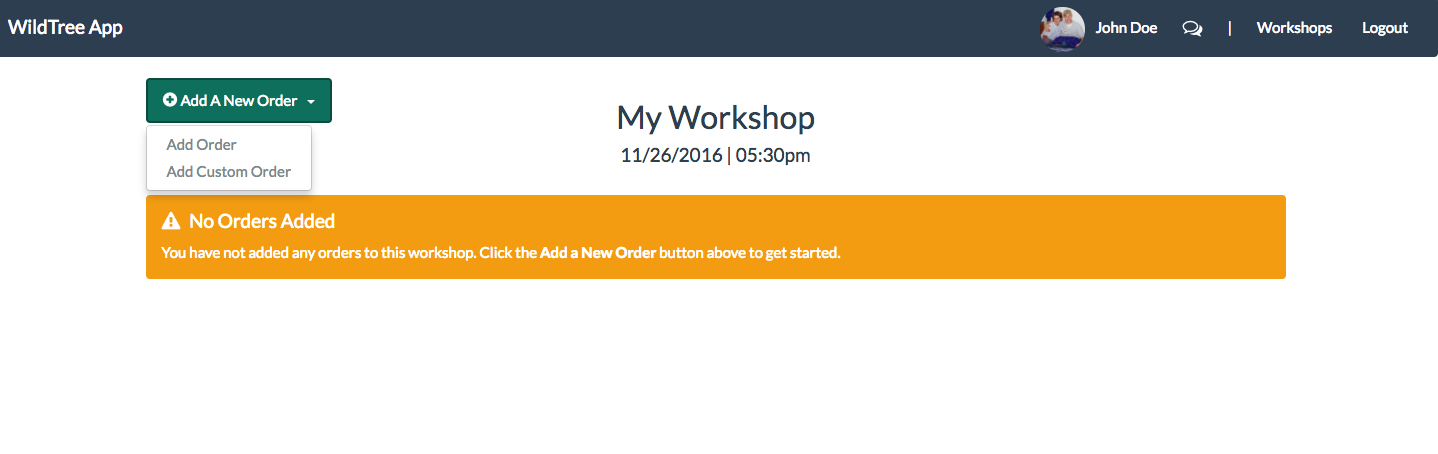 WildTree App
John Doe
|
Workshops
Logout
Add A New Order
Add Order
Add Custom Order
My Workshop
11/26/2016 | 05:30pm
No Orders Added
You have not added any orders to this workshop. Click the Add a New Order button above to get started.